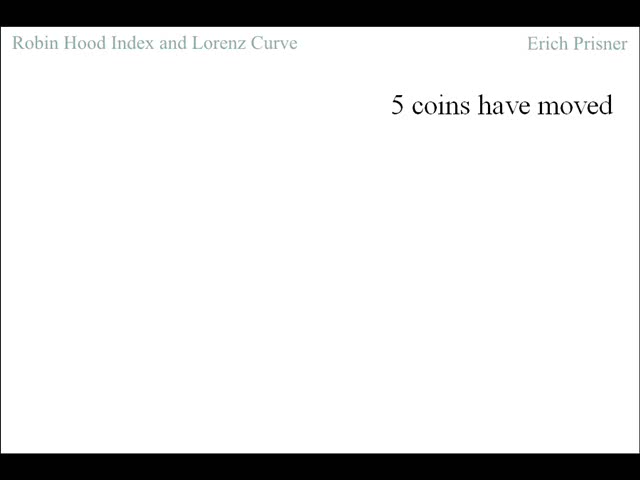 Robin Hood Index and Lorenz Curve
Erich Prisner
5 coins have moved